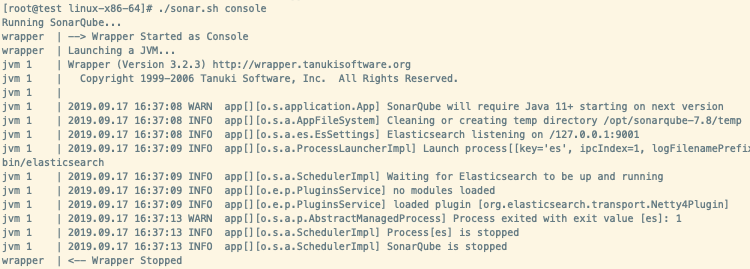 [root@test linux-x86-64]# ./sonar.sh console
Running SonarQube...
wrapper  | --> Wrapper Started as Console
wrapper  | Launching a JVM...
jvm 1    | Wrapper (Version 3.2.3) http://wrapper.tanukisoftware.org
jvm 1    |   Copyright 1999-2006 Tanuki Software, Inc.  All Rights Reserved.
jvm 1    |
jvm 1    | 2019.09.17 16:37:08 WARN  app[][o.s.application.App] SonarQube will require Java 11+ starting on next version
jvm 1    | 2019.09.17 16:37:08 INFO  app[][o.s.a.AppFileSystem] Cleaning or creating temp directory /opt/sonarqube-7.8/temp
jvm 1    | 2019.09.17 16:37:08 INFO  app[][o.s.a.es.EsSettings] Elasticsearch listening on /127.0.0.1:9001
jvm 1    | 2019.09.17 16:37:09 INFO  app[][o.s.a.ProcessLauncherImpl] Launch process[[key='es', ipcIndex=1, logFilenamePrefix
bin/elasticsearch
jvm 1    | 2019.09.17 16:37:09 INFO  app[][o.s.a.SchedulerImpl] Waiting for Elasticsearch to be up and running
jvm 1    | 2019.09.17 16:37:09 INFO  app[][o.e.p.PluginsService] no modules loaded
jvm 1    | 2019.09.17 16:37:09 INFO  app[][o.e.p.PluginsService] loaded plugin [org.elasticsearch.transport.Netty4Plugin]
jvm 1    | 2019.09.17 16:37:13 WARN  app[][o.s.a.p.AbstractManagedProcess] Process exited with exit value [es]: 1
jvm 1    | 2019.09.17 16:37:13 INFO  app[][o.s.a.SchedulerImpl] Process[es] is stopped
jvm 1    | 2019.09.17 16:37:13 INFO  app[][o.s.a.SchedulerImpl] SonarQube is stopped
wrapper  | <-- Wrapper Stopped